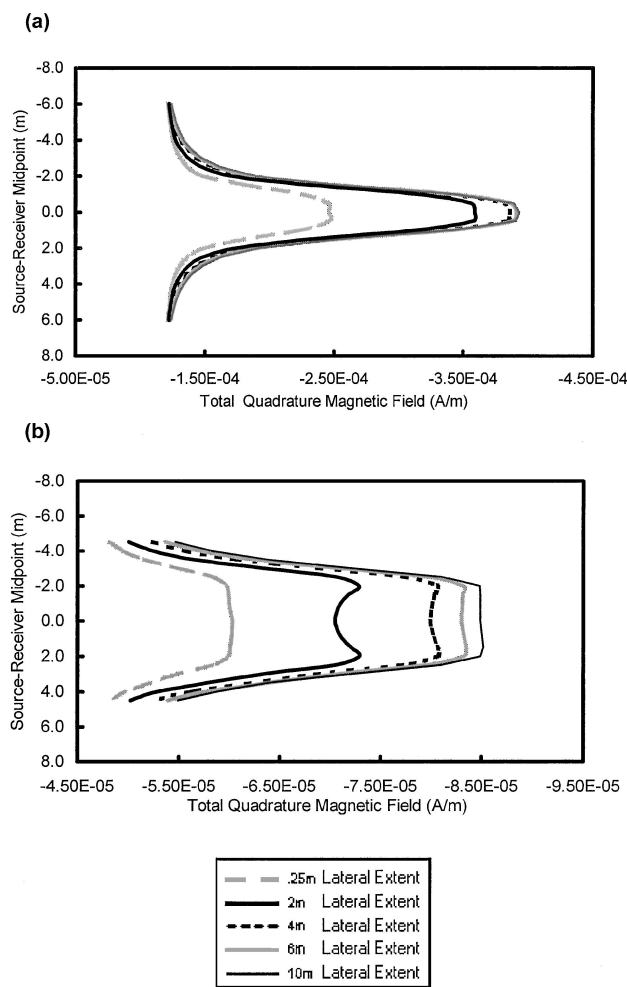 (a)
-8.0
-6.0
-4.0
-2.0
0.0
2.0
4.0
6.0
8.0
Source-Receiver Midpoint (m)
-5.00E-05 -1.50E-04 -2.50E-04 -3.50E-04 -4.50E-04
Total Quadrature Magnetic Field (A/m)
(b)
-8.0
-6.0
-4.0
-2.0
0.0
2.0
4.0
6.0
8.0
Source-Receiver Midpoint (m)
-4.50E-05 -5.50E-05 -6.50E-05 -7.50E-05 -8.50E-05 -9.50E-05
Total Quadrature Magnetic Field (A/m)
.25m Lateral Extent
2m Lateral Extent
4m Lateral Extent
6m Lateral Extent
10m Lateral Extent